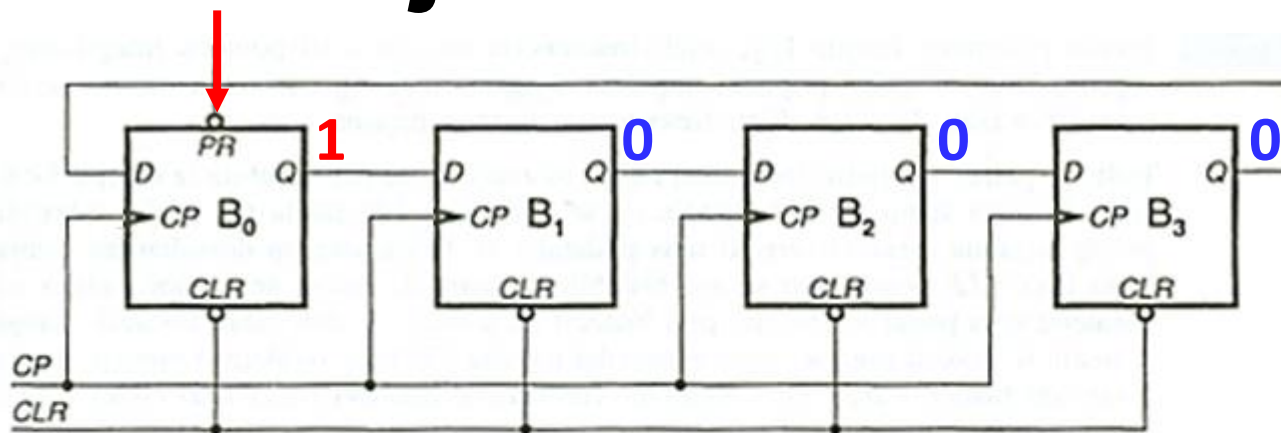 PR 1 0 0 0
D Q D Q D Q D Q
CP B0 CP B1 CP B2 CP B3
CLR CLR CLR CLR
CP
CLR